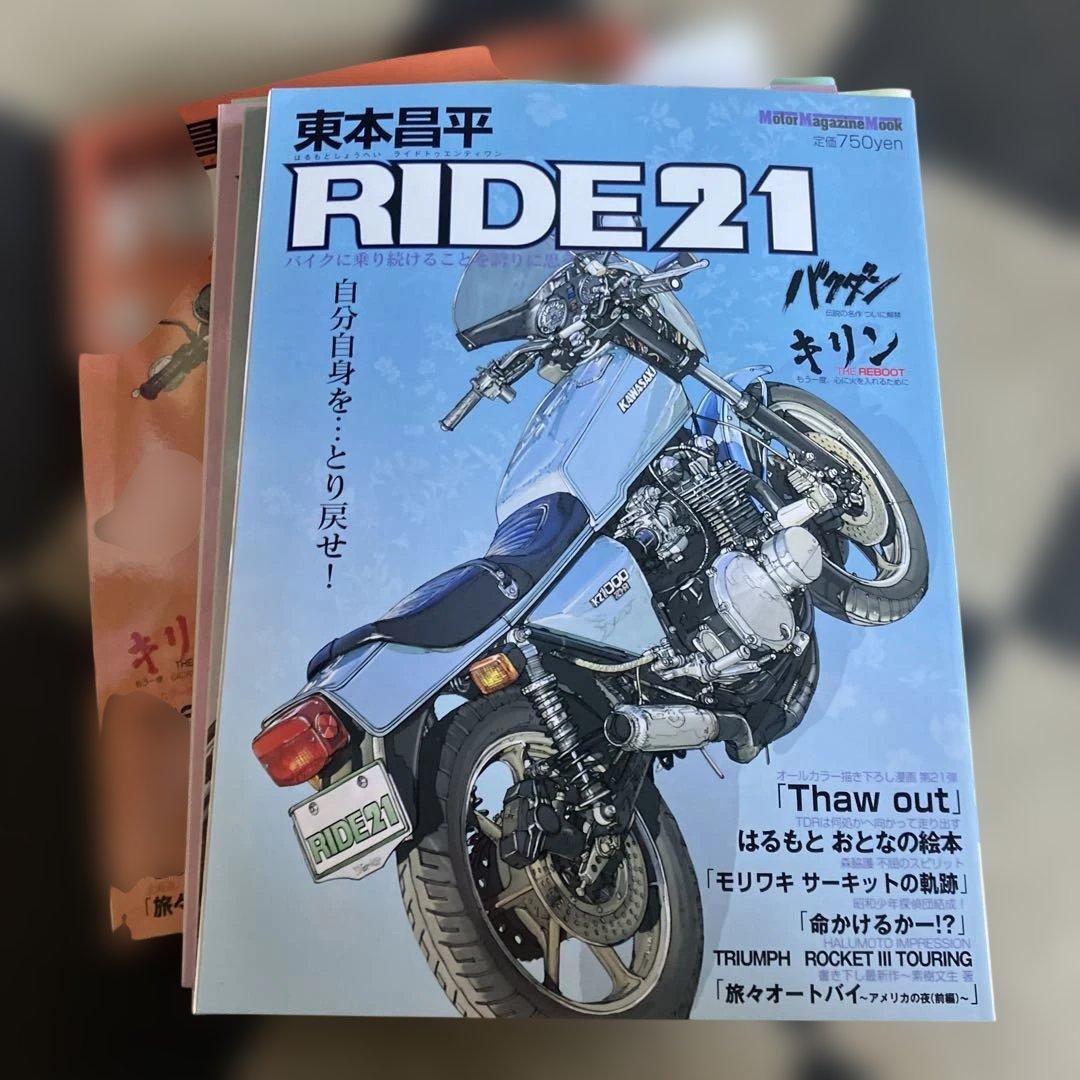 東本昌平
はるもとしょうへい ライドトゥエンティワン
RIDE21
バイクに乗り続けることを誇りに思
Motor Magazine Mook
定価750yen
自分自身を…とり戻せ！
バクダン
伝説の名作 ついに解禁
キリン
THE REBOOT
もう一度、心に火を入れるために
KAWASAKI
KZ1000
RIDE21
オールカラー描き下ろし漫画 第21弾
「Thaw out」
TDRは何処かへ向かって走り出す
はるもと おとなの絵本
森脇護 不屈のスピリット
「モリワキ サーキットの軌跡」
昭和少年探偵団結成！
「命かけるかー!?」
HALUMOTO IMPRESSION
TRIUMPH ROCKET III TOURING
書き下し最新作～素樹文生 著
「旅々オートバイ～アメリカの夜(前編)～」
キリ
THE
もう一度、
「旅々